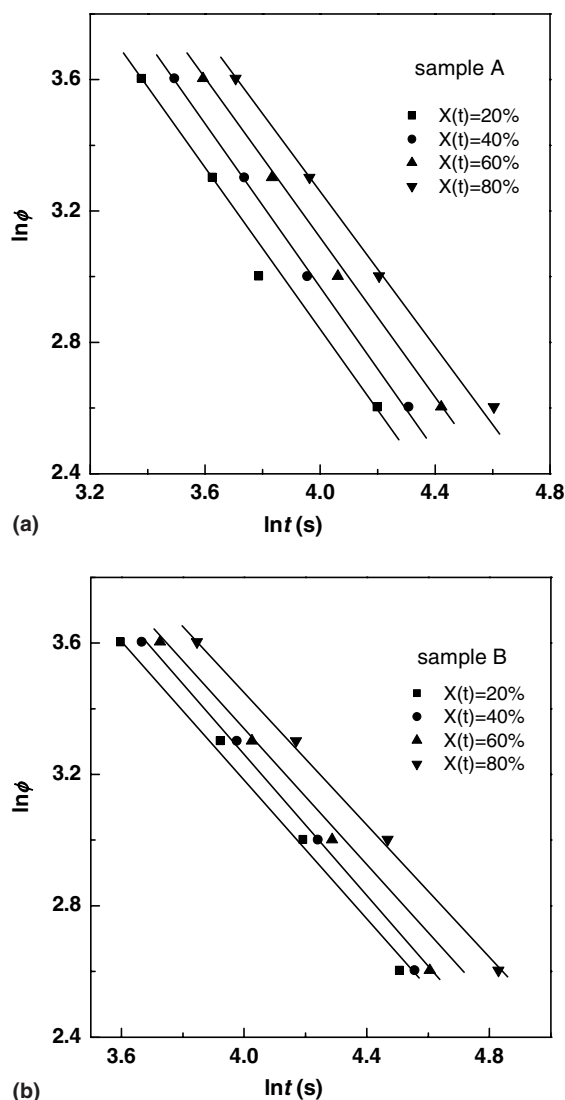 3.6
3.2
2.8
2.4
lnϕ
sample A
X(t)=20%
X(t)=40%
X(t)=60%
X(t)=80%
3.2 3.6 4.0 4.4 4.8
(a)
lnt (s)
3.6
3.2
2.8
2.4
lnϕ
sample B
X(t)=20%
X(t)=40%
X(t)=60%
X(t)=80%
3.6 4.0 4.4 4.8
(b)
lnt (s)